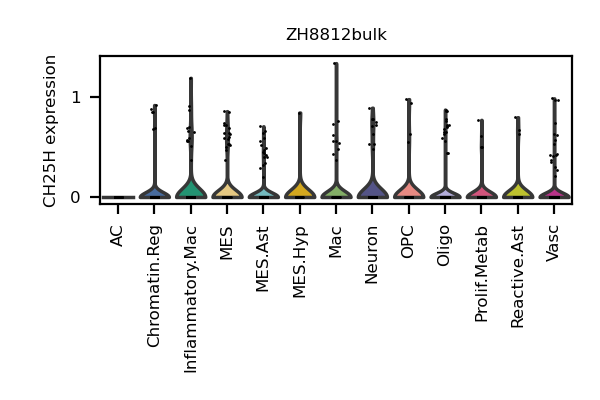 ZH8812bulk
CH25H expression
1
0
AC
Chromatin.Reg
Inflammatory.Mac
MES
MES.Ast
MES.Hyp
Mac
Neuron
OPC
Oligo
Prolif.Metab
Reactive.Ast
Vasc